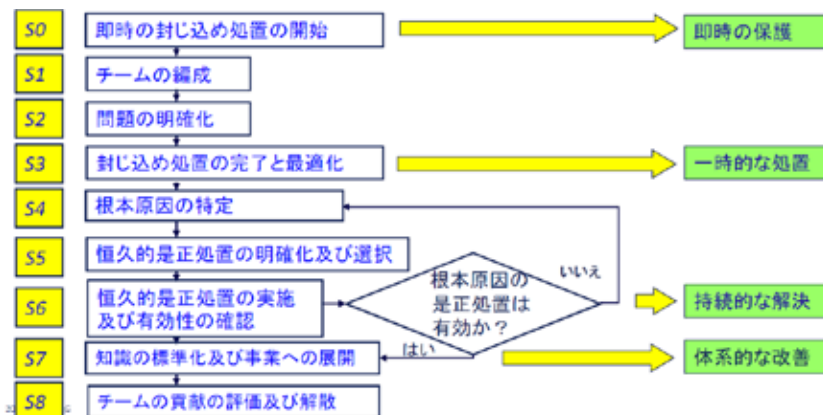 S0
即時の封じ込め処置の開始
即時の保護
S1
チームの編成
S2
問題の明確化
S3
封じ込め処置の完了と最適化
一時的な処置
S4
根本原因の特定
S5
恒久的是正処置の明確化及び選択
いいえ
S6
恒久的是正処置の実施
及び有効性の確認
根本原因の
是正処置は
有効か？
持続的な解決
はい
S7
知識の標準化及び事業への展開
体系的な改善
S8
チームの貢献の評価及び解散